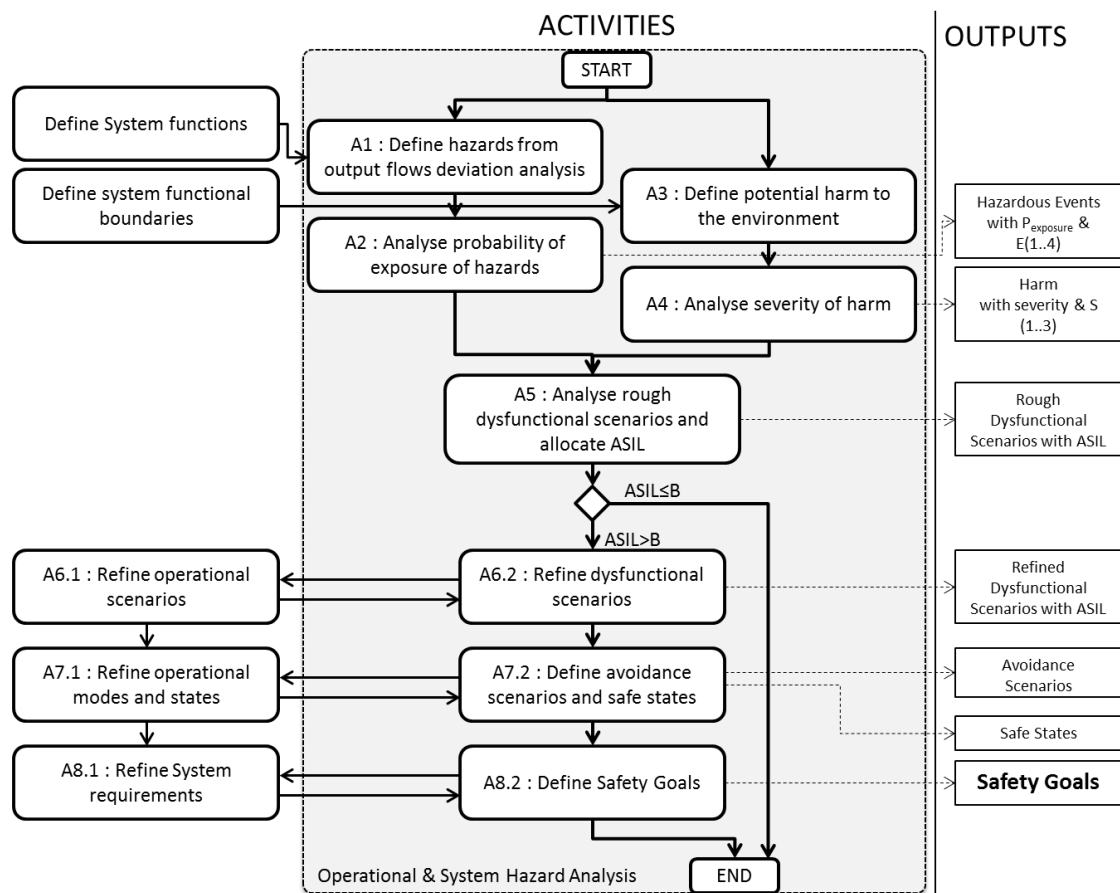 ACTIVITIES
OUTPUTS
START
Define System functions
A1 : Define hazards from
output flows deviation analysis
Define system functional
boundaries
A3 : Define potential harm to
the environment
Hazardous Events
with Pexposure &
E(1..4)
A2 : Analyse probability of
exposure of hazards
A4 : Analyse severity of harm
Harm
with severity & S
(1..3)
A5 : Analyse rough
dysfunctional scenarios and
allocate ASIL
Rough
Dysfunctional
Scenarios with ASIL
ASIL≤B
ASIL>B
A6.1 : Refine operational
scenarios
A6.2 : Refine dysfunctional
scenarios
Refined
Dysfunctional
Scenarios with ASIL
A7.1 : Refine operational
modes and states
A7.2 : Define avoidance
scenarios and safe states
Avoidance
Scenarios
Safe States
A8.1 : Refine System
requirements
A8.2 : Define Safety Goals
Safety Goals
Operational & System Hazard Analysis
END